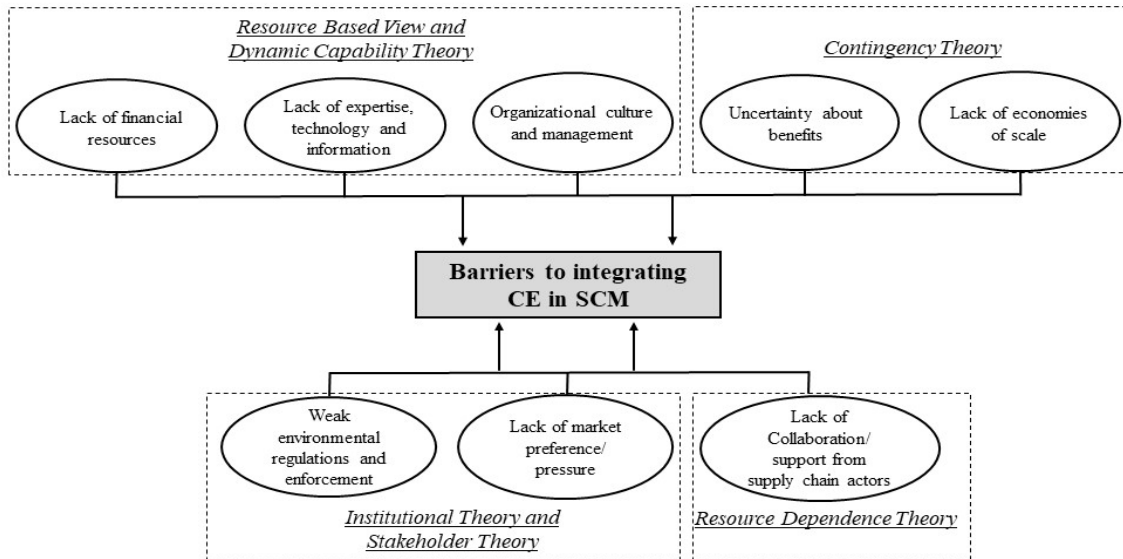 Resource Based View and
Dynamic Capability Theory
Contingency Theory
Lack of financial
resources
Lack of expertise,
technology and
information
Organizational culture
and management
Uncertainty about
benefits
Lack of economies
of scale
Barriers to integrating
CE in SCM
Weak
environmental
regulations and
enforcement
Lack of market
preference/
pressure
Lack of
Collaboration/
support from
supply chain actors
Institutional Theory and
Stakeholder Theory
Resource Dependence Theory